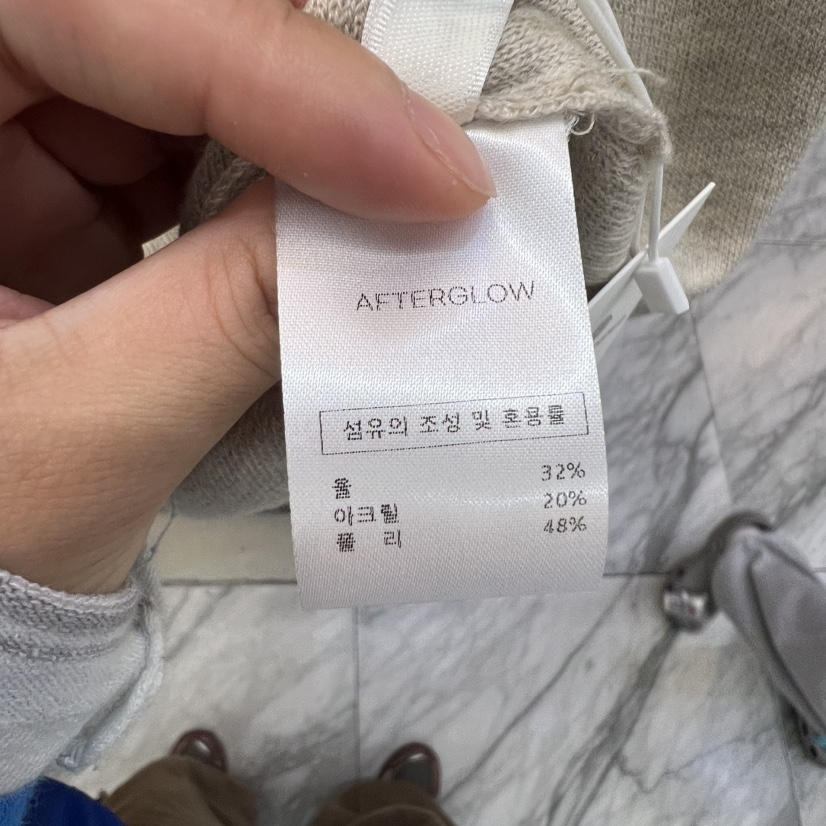 AFTERGLOW
섬유의 조성 및 혼용률
울 32%
아크릴 20%
폴 리 48%